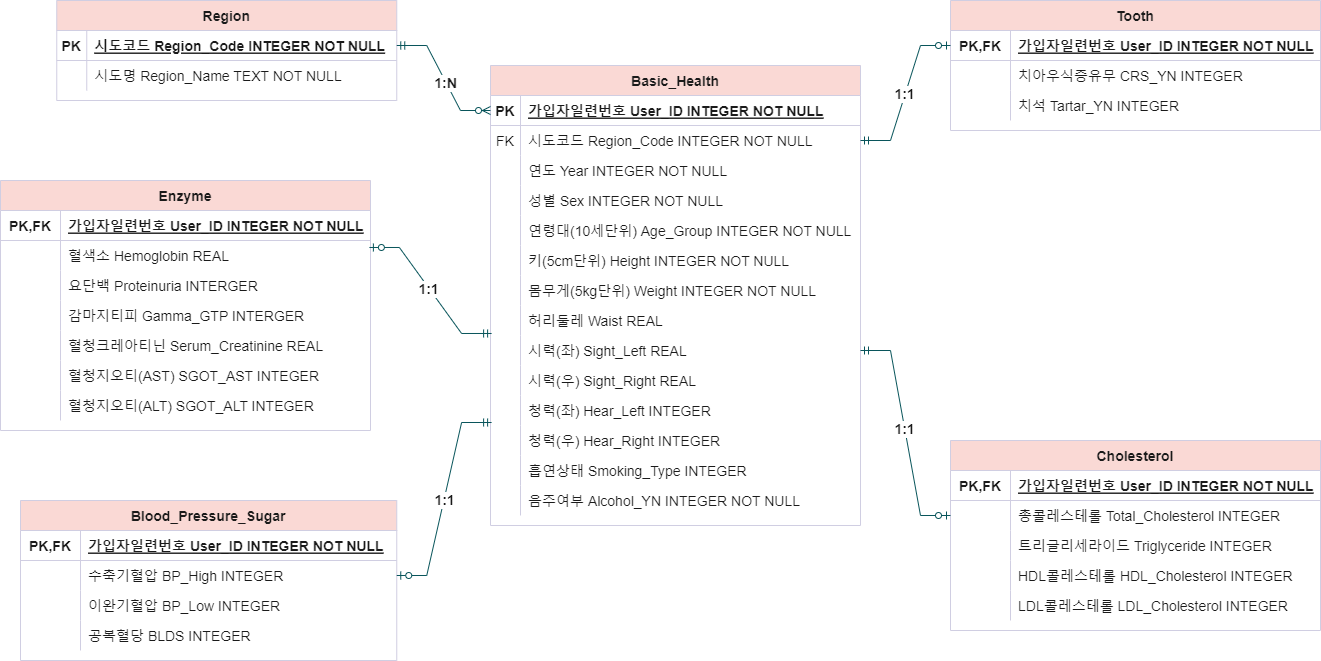 Region
PK 시도코드 Region_Code INTEGER NOT NULL
시도명 Region_Name TEXT NOT NULL
1:N
Enzyme
PK,FK 가입자일련번호 User_ID INTEGER NOT NULL
혈색소 Hemoglobin REAL
요단백 Proteinuria INTERGER
감마지티피 Gamma_GTP INTERGER
혈청크레아티닌 Serum_Creatinine REAL
혈청지오티(AST) SGOT_AST INTEGER
혈청지오티(ALT) SGOT_ALT INTEGER
1:1
Blood_Pressure_Sugar
PK,FK 가입자일련번호 User_ID INTEGER NOT NULL
수축기혈압 BP_High INTEGER
이완기혈압 BP_Low INTEGER
공복혈당 BLDS INTEGER
1:1
Basic_Health
PK 가입자일련번호 User_ID INTEGER NOT NULL
FK 시도코드 Region_Code INTEGER NOT NULL
연도 Year INTEGER NOT NULL
성별 Sex INTEGER NOT NULL
연령대(10세단위) Age_Group INTEGER NOT NULL
키(5cm단위) Height INTEGER NOT NULL
몸무게(5kg단위) Weight INTEGER NOT NULL
허리둘레 Waist REAL
시력(좌) Sight_Left REAL
시력(우) Sight_Right REAL
청력(좌) Hear_Left INTEGER
청력(우) Hear_Right INTEGER
흡연상태 Smoking_Type INTEGER
음주여부 Alcohol_YN INTEGER NOT NULL
1:1
Tooth
PK,FK 가입자일련번호 User_ID INTEGER NOT NULL
치아우식증유무 CRS_YN INTEGER
치석 Tartar_YN INTEGER
1:1
Cholesterol
PK,FK 가입자일련번호 User_ID INTEGER NOT NULL
총콜레스테롤 Total_Cholesterol INTEGER
트리글리세라이드 Triglyceride INTEGER
HDL콜레스테롤 HDL_Cholesterol INTEGER
LDL콜레스테롤 LDL_Cholesterol INTEGER